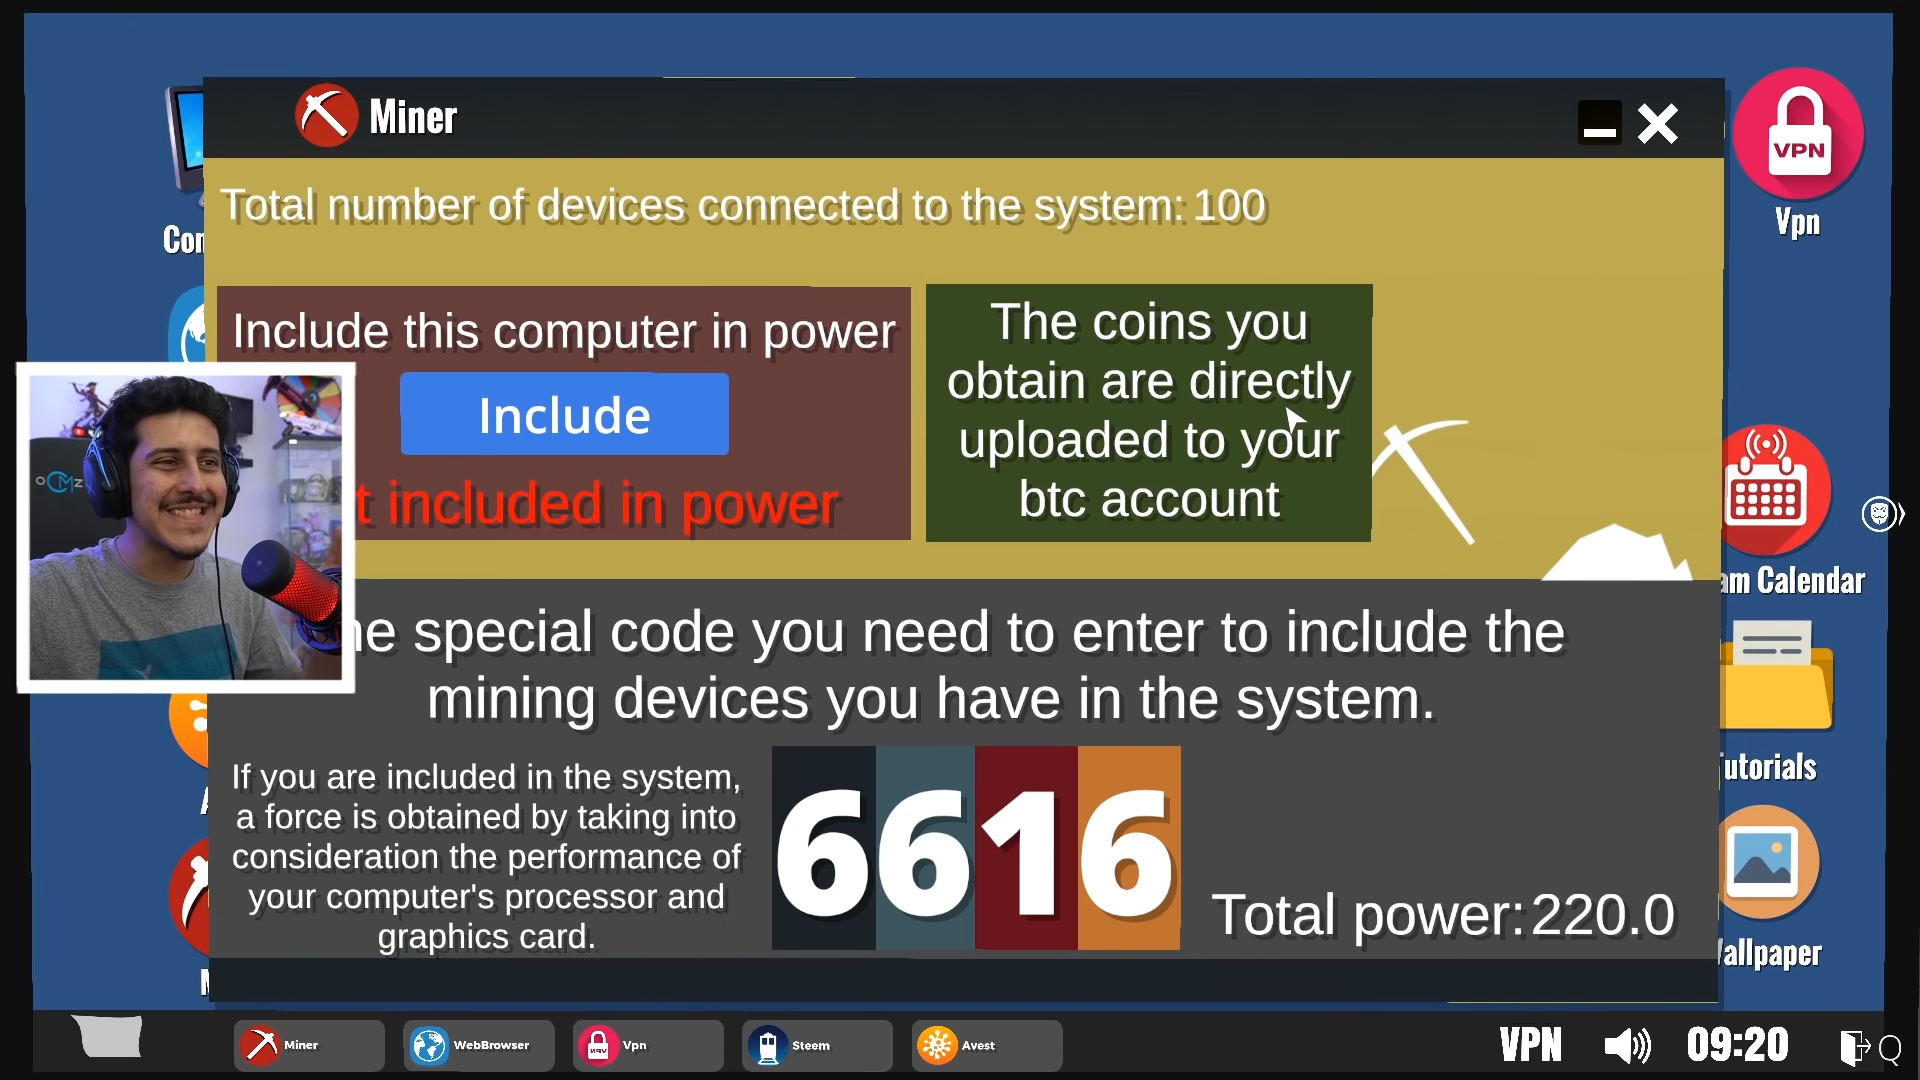 Miner
VPN
Vpn
Total number of devices connected to the system: 100
Include this computer in power
Include
t included in power
The coins you
obtain are directly
uploaded to your
btc account
am Calendar
he special code you need to enter to include the
mining devices you have in the system.
If you are included in the system,
a force is obtained by taking into
consideration the performance of
your computer's processor and
graphics card.
6616
Total power: 220.0
utorials
allpaper
Miner
WebBrowser
Vpn
Steem
Avest
VPN
09:20
Q